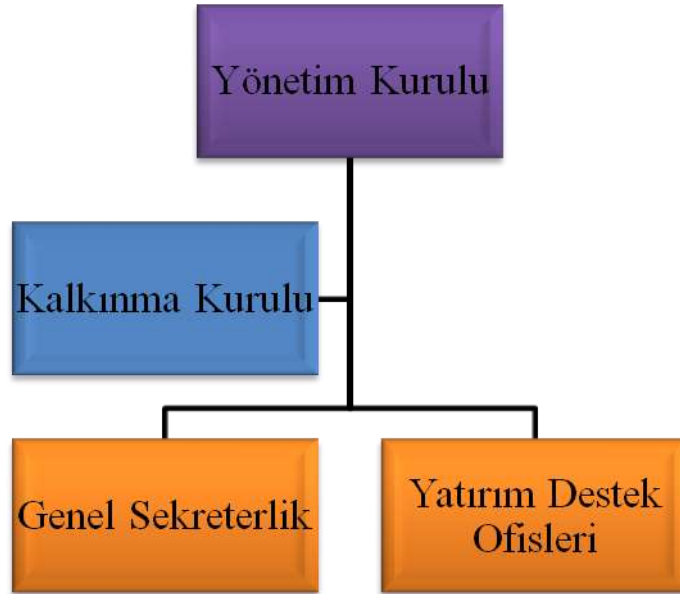 Yönetim Kurulu
Kalkınma Kurulu
Genel Sekreterlik
Yatırım Destek
Ofisleri